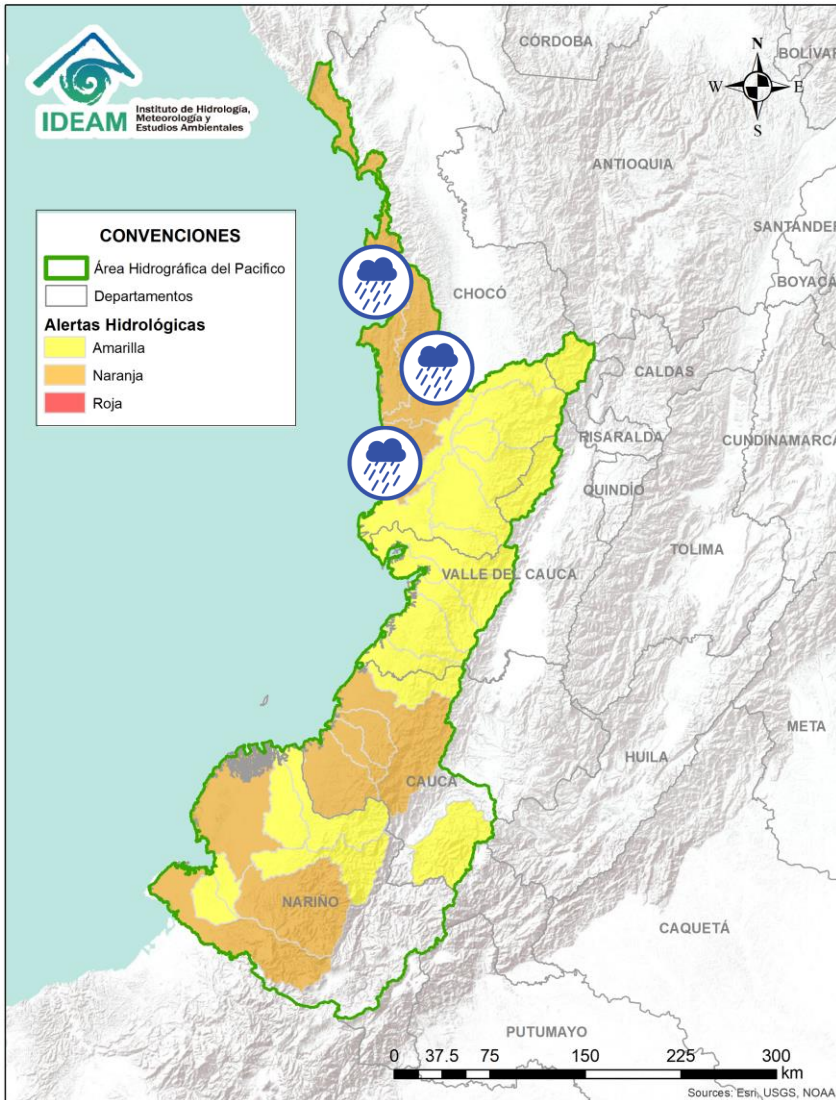 IDEAM
Instituto de Hidrología,
Meteorología y
Estudios Ambientales
CÓRDOBA
BOLÍVAR
N
W
E
S
ANTIOQUIA
SANTANDER
CONVENCIONES
Área Hidrográfica del Pacifico
Departamentos
Alertas Hidrológicas
Amarilla
Naranja
Roja
BOYACÁ
CHOCÓ
CALDAS
RISARALDA
CUNDINAMARCA
QUINDÍO
TOLIMA
VALLE DEL CAUCA
META
HUILA
CAUCA
NARIÑO
CAQUETÁ
PUTUMAYO
0 37.5 75 150 225 300
km
Sources: Esri, USGS, NOAA